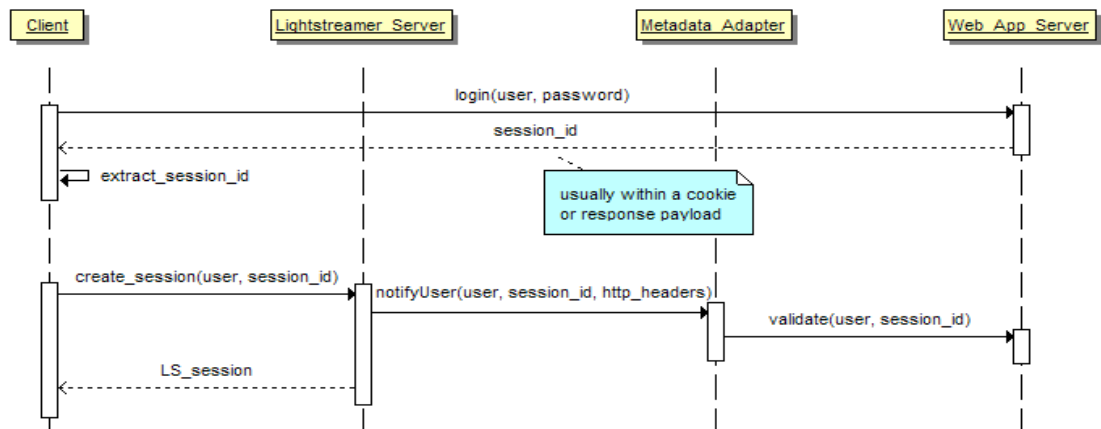 Client
Lightstreamer_Server
Metadata_Adapter
Web_App_Server
login(user, password)
session_id
extract_session_id
usually within a cookie
or response payload
create_session(user, session_id)
notifyUser(user, session_id, http_headers)
validate(user, session_id)
LS_session